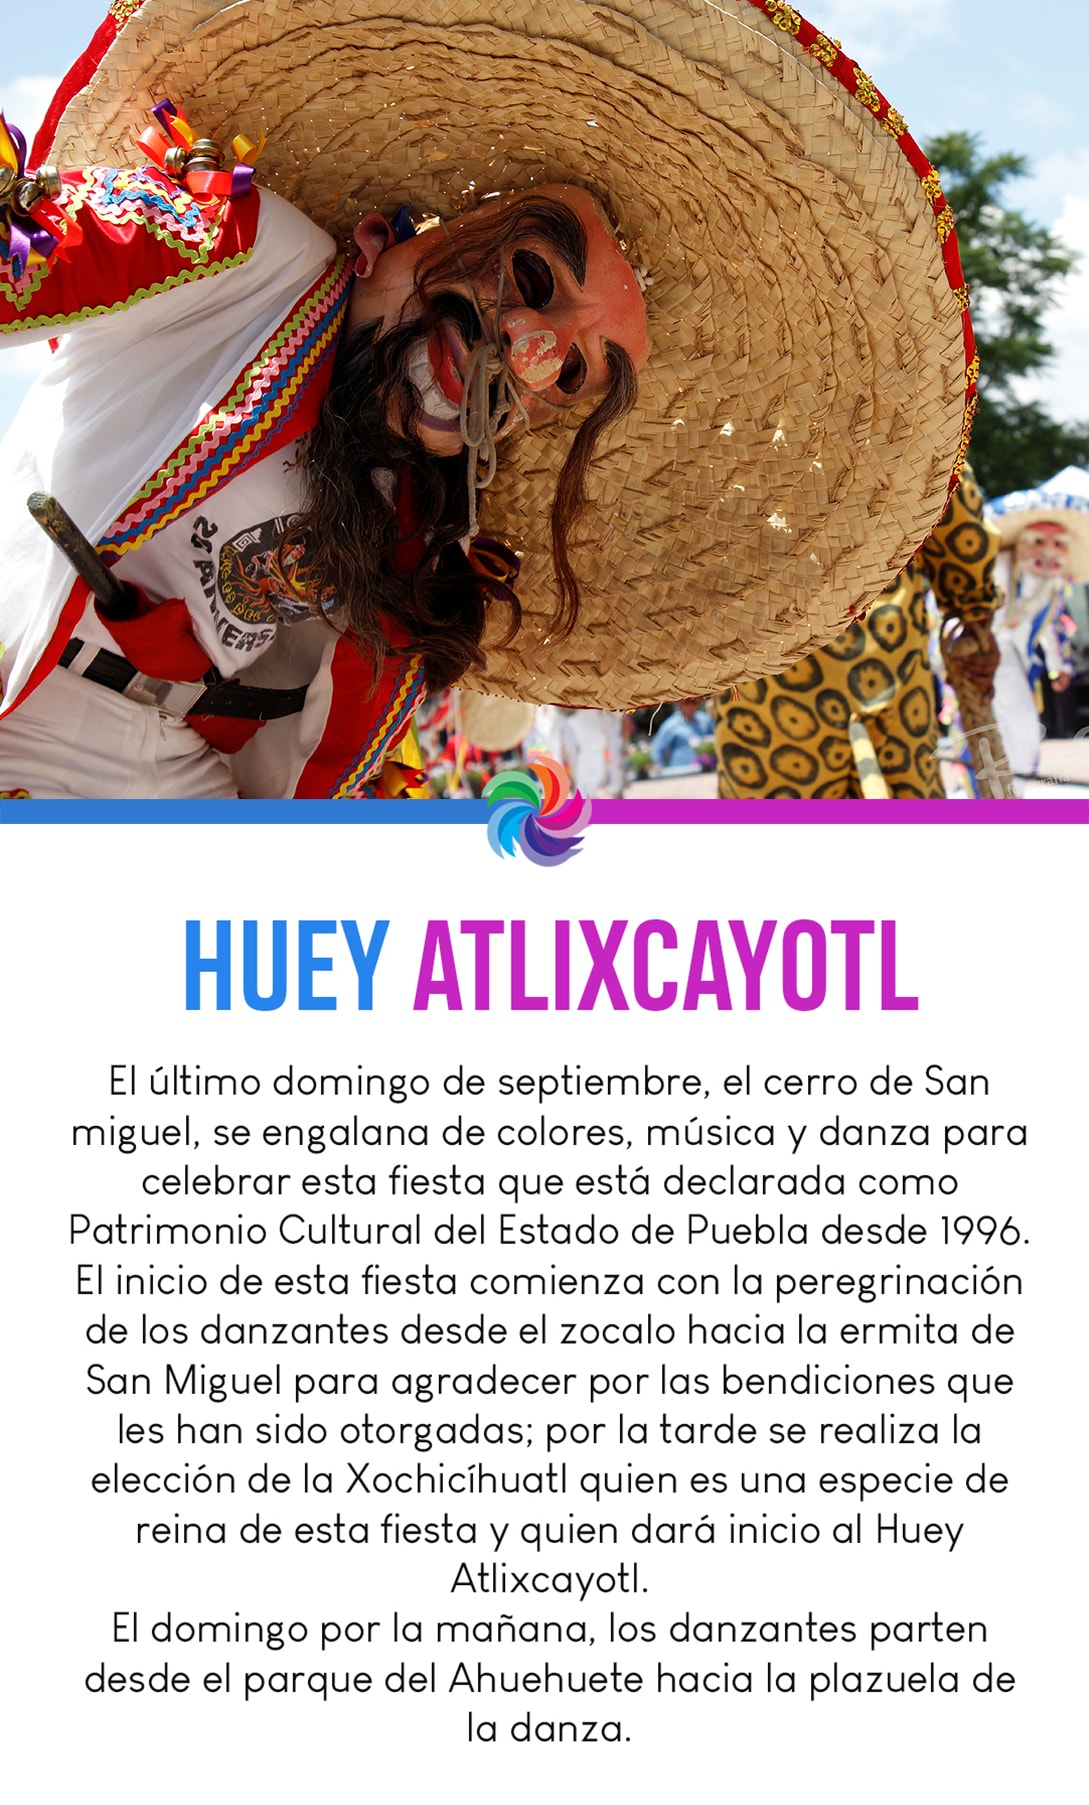 HUEY ATLIXCAYOTL
El último domingo de septiembre, el cerro de San
miguel, se engalana de colores, música y danza para
celebrar esta fiesta que está declarada como
Patrimonio Cultural del Estado de Puebla desde 1996.
El inicio de esta fiesta comienza con la peregrinación
de los danzantes desde el zocalo hacia la ermita de
San Miguel para agradecer por las bendiciones que
les han sido otorgadas; por la tarde se realiza la
elección de la Xochicíhuatl quien es una especie de
reina de esta fiesta y quien dará inicio al Huey
Atlixcayotl.
El domingo por la mañana, los danzantes parten
desde el parque del Ahuehuete hacia la plazuela de
la danza.